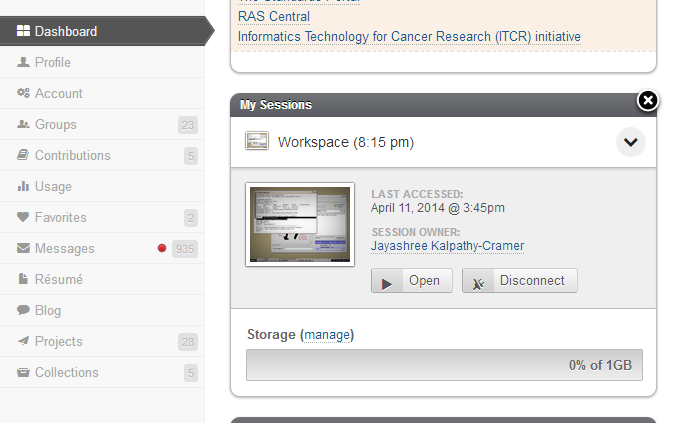 Dashboard
Profile
Account
Groups 23
Contributions 5
Usage
Favorites 2
Messages 935
Résumé
Blog
Projects 28
Collections 5
RAS Central
Informatics Technology for Cancer Research (ITCR) initiative
My Sessions
Workspace (8:15 pm)
LAST ACCESSED:
April 11, 2014 @ 3:45pm
SESSION OWNER:
Jayashree Kalpathy-Cramer
Open Disconnect
Storage (manage)
0% of 1GB